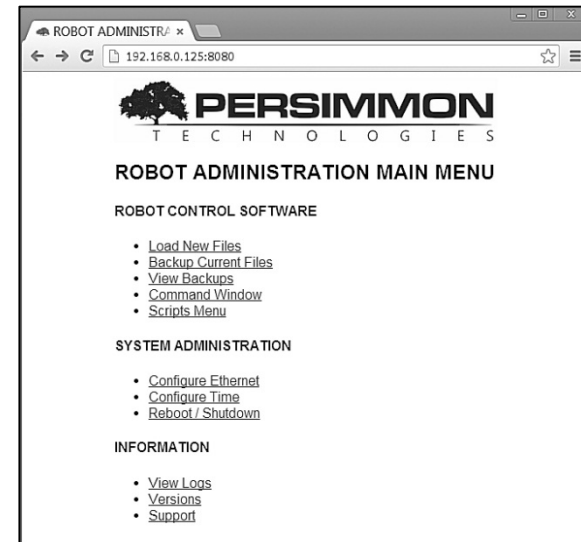 ROBOT ADMINISTRA
192.168.0.125:8080
PERSIMMON
TECHNOLOGIES
ROBOT ADMINISTRATION MAIN MENU
ROBOT CONTROL SOFTWARE
• Load New Files
• Backup Current Files
• View Backups
• Command Window
• Scripts Menu
SYSTEM ADMINISTRATION
• Configure Ethernet
• Configure Time
• Reboot / Shutdown
INFORMATION
• View Logs
• Versions
• Support